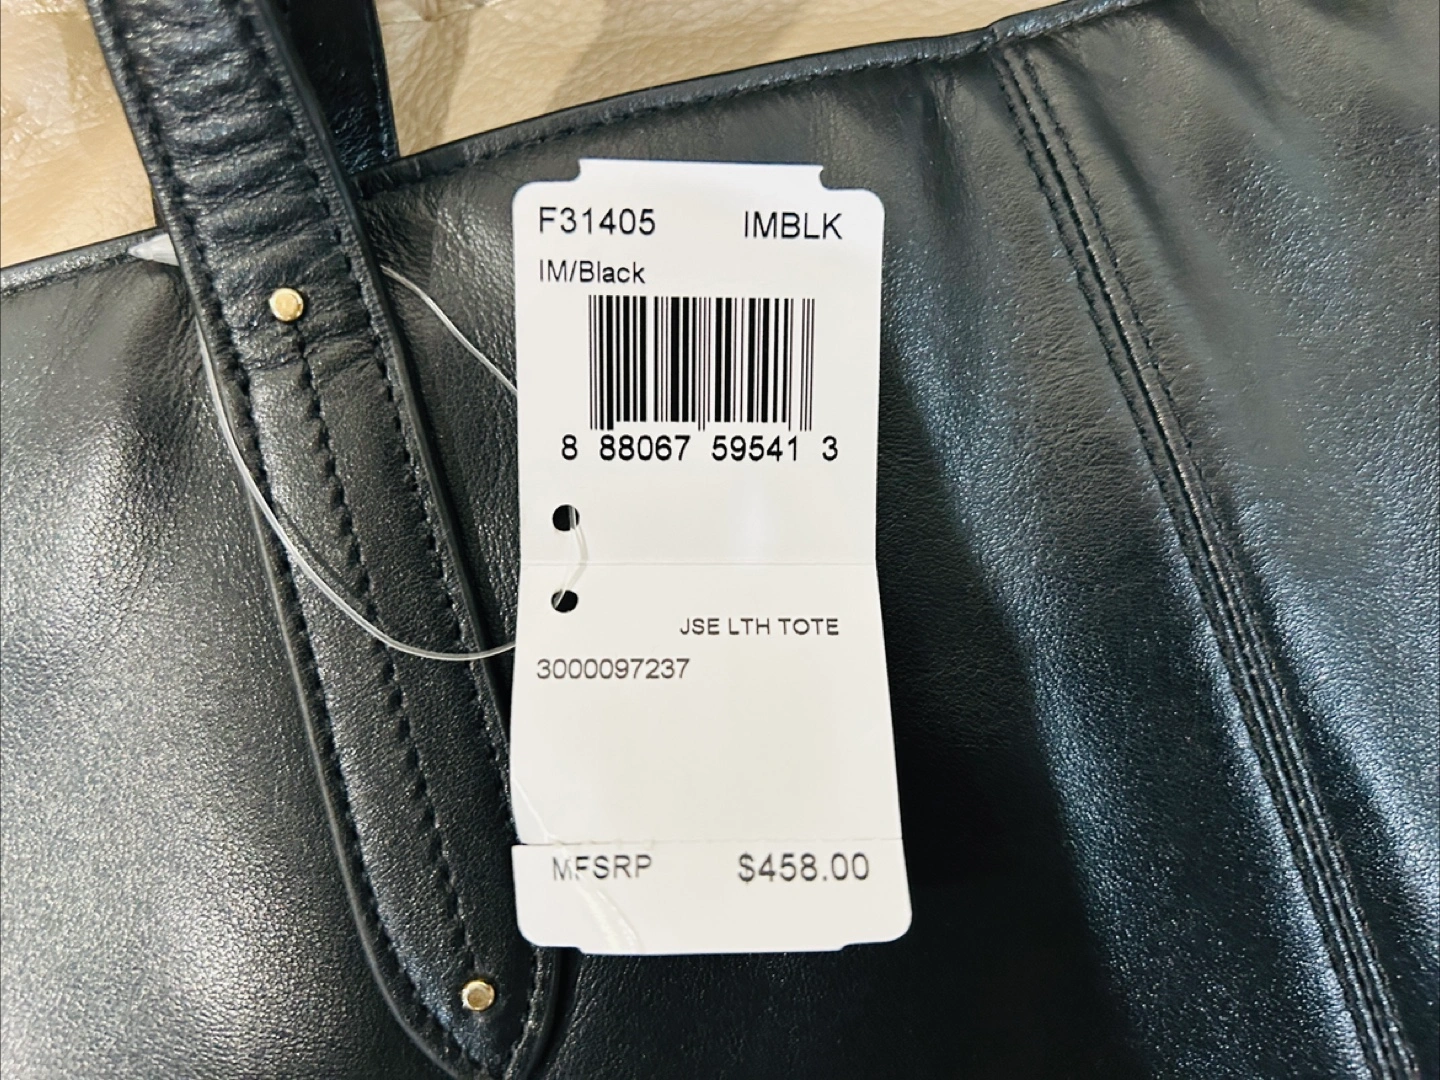 F31405 IMBLK
IM/Black
8 88067 59541 3
JSE LTH TOTE
3000097237
MFSRP $458.00